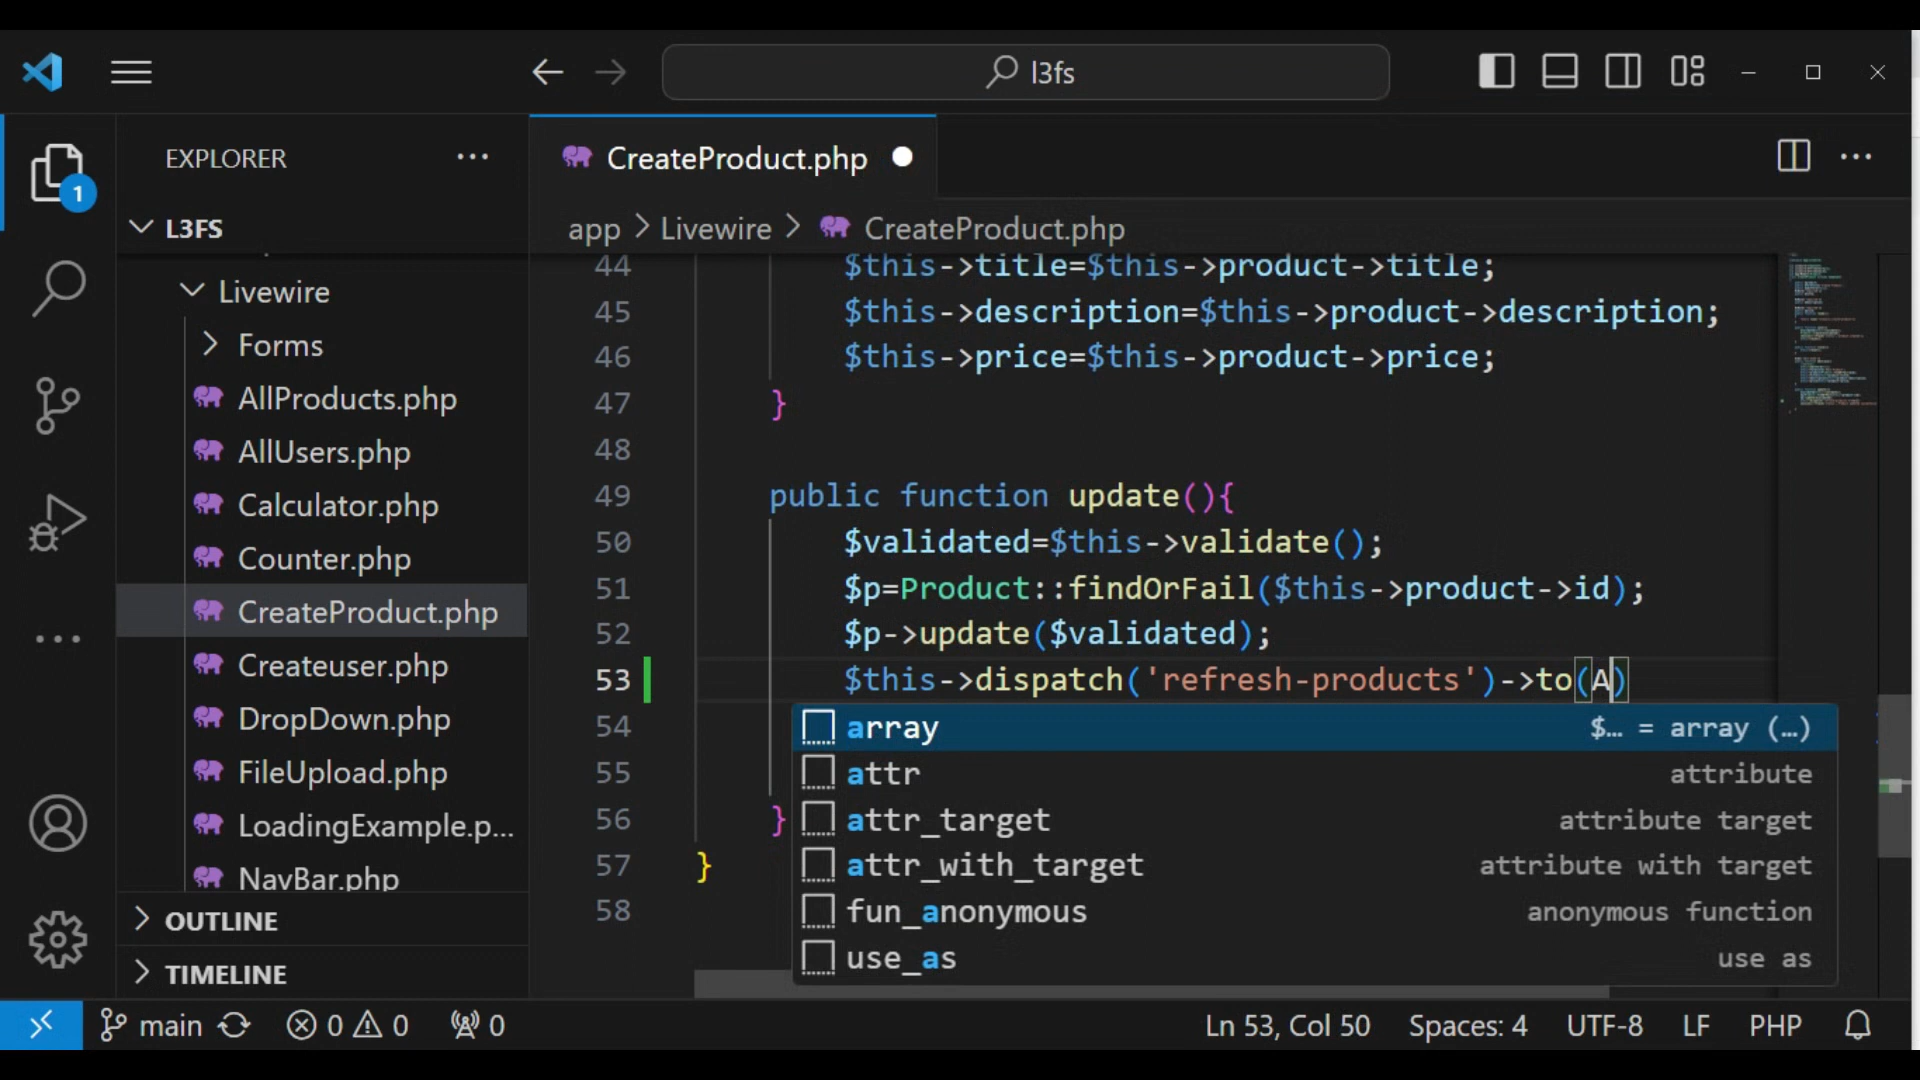 l3fs
EXPLORER
1
L3FS
Livewire
Forms
AllProducts.php
AllUsers.php
Calculator.php
Counter.php
CreateProduct.php
Createuser.php
DropDown.php
FileUpload.php
LoadingExample.p...
NavBar.php
OUTLINE
TIMELINE
CreateProduct.php
app > Livewire > CreateProduct.php
44 $this->title=$this->product->title;
45 $this->description=$this->product->description;
46 $this->price=$this->product->price;
47 }
48
49 public function update(){
50 $validated=$this->validate();
51 $p=Product::findOrFail($this->product->id);
52 $p->update($validated);
53 $this->dispatch('refresh-products')->to(A)
54
55
56 }
57 }
58
array $… = array (…)
attr attribute
attr_target attribute target
attr_with_target attribute with target
fun_anonymous anonymous function
use_as use as
main 0 0 0 Ln 53, Col 50 Spaces: 4 UTF-8 LF PHP